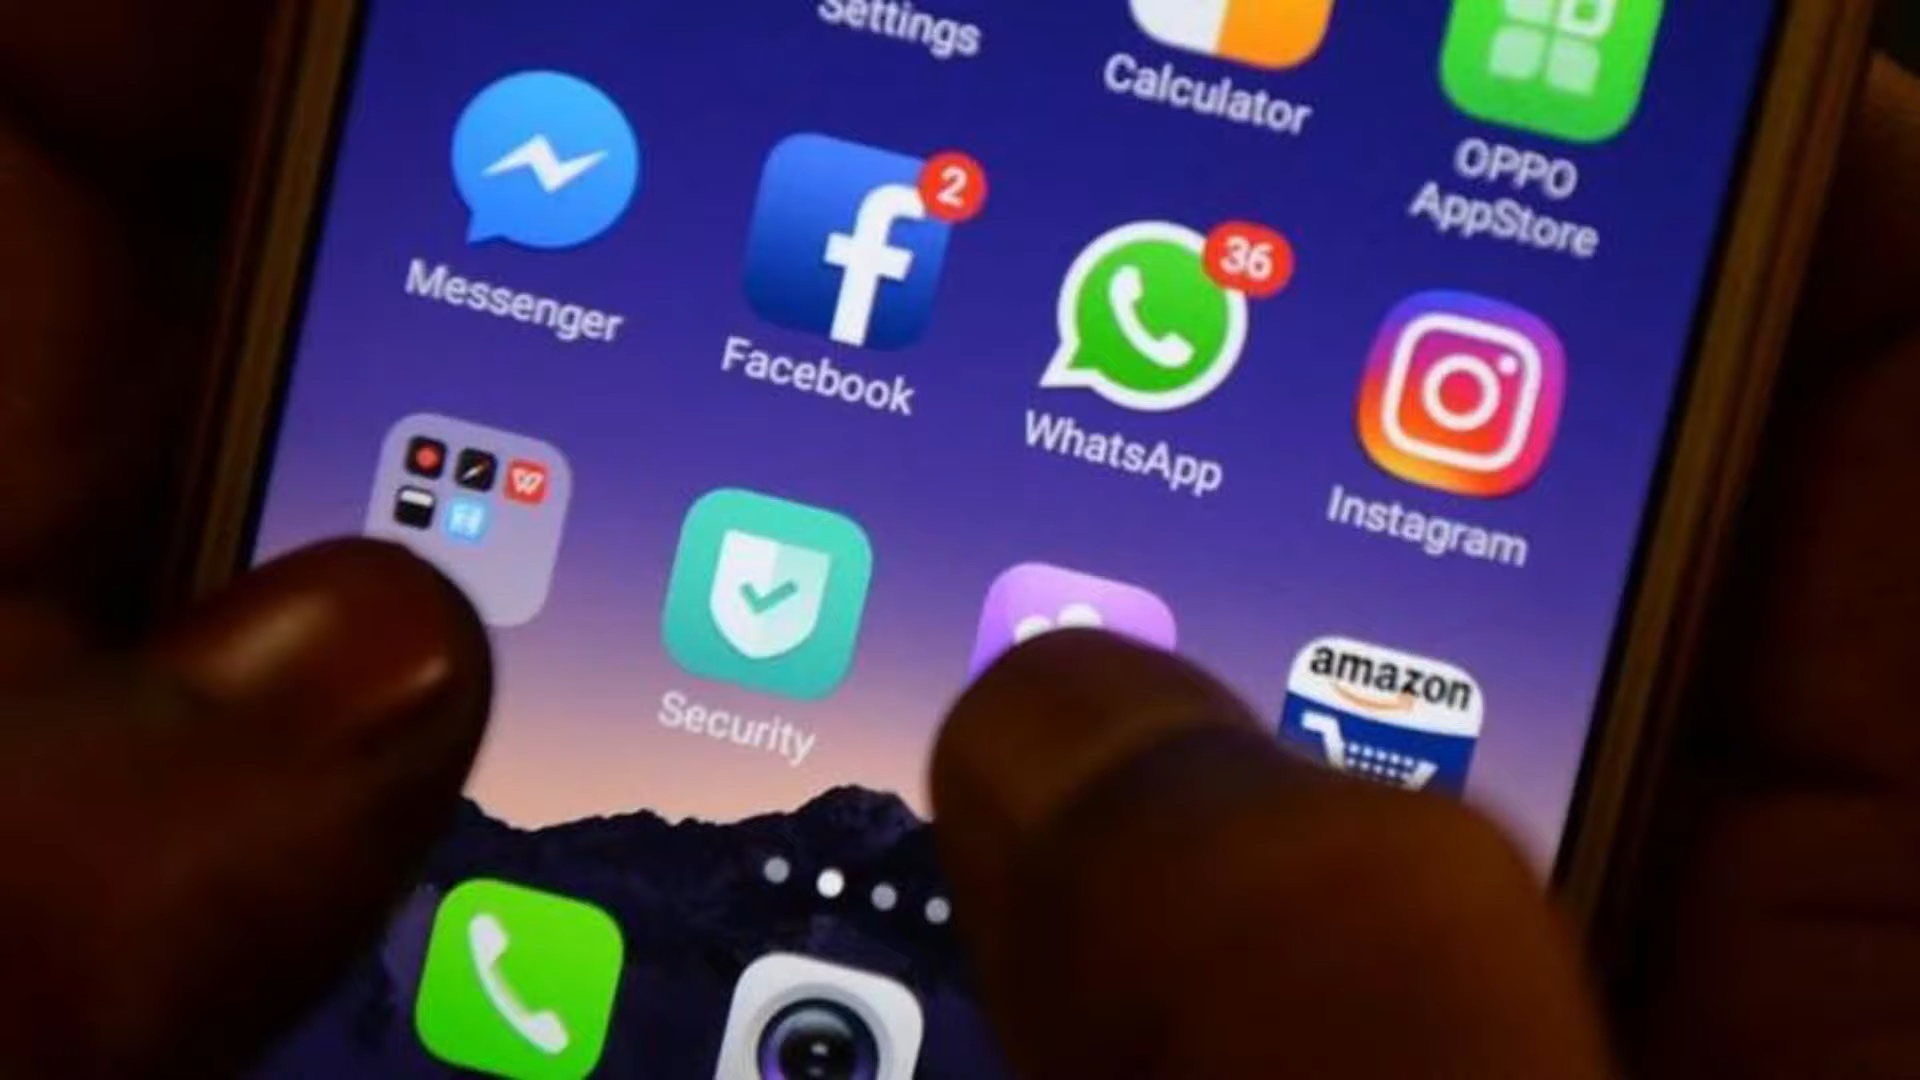 Settings
Calculator
OPPO
AppStore
Messenger
f
2
Facebook
36
WhatsApp
Instagram
W
Security
amazon